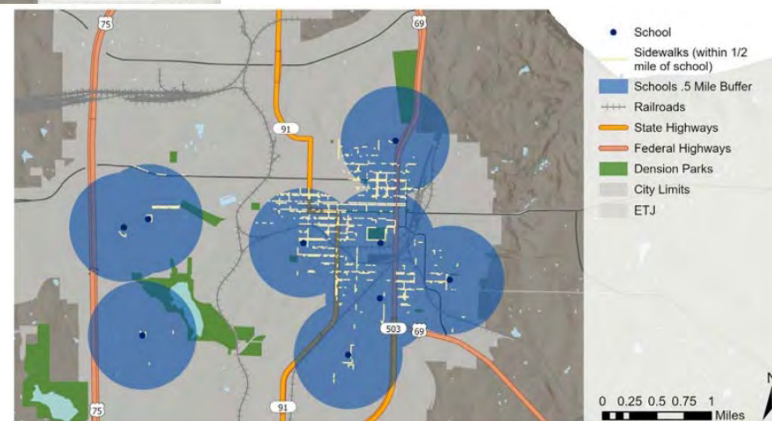 75
69
91
503
69
75
91
School
Sidewalks (within 1/2
mile of school)
Schools .5 Mile Buffer
Railroads
State Highways
Federal Highways
Dension Parks
City Limits
ETJ
N
0 0.25 0.5 0.75 1
Miles